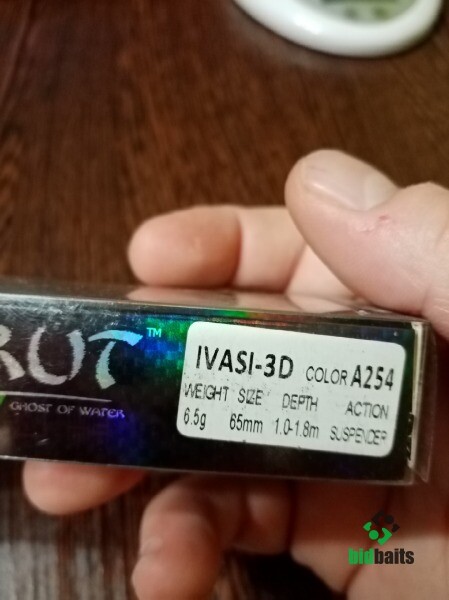 RUT™
GHOST OF WATER
IVASI-3D COLOR A254
WEIGHT SIZE DEPTH ACTION
6.5g 65mm 1.0-1.8m SUSPENDER
bidbaits